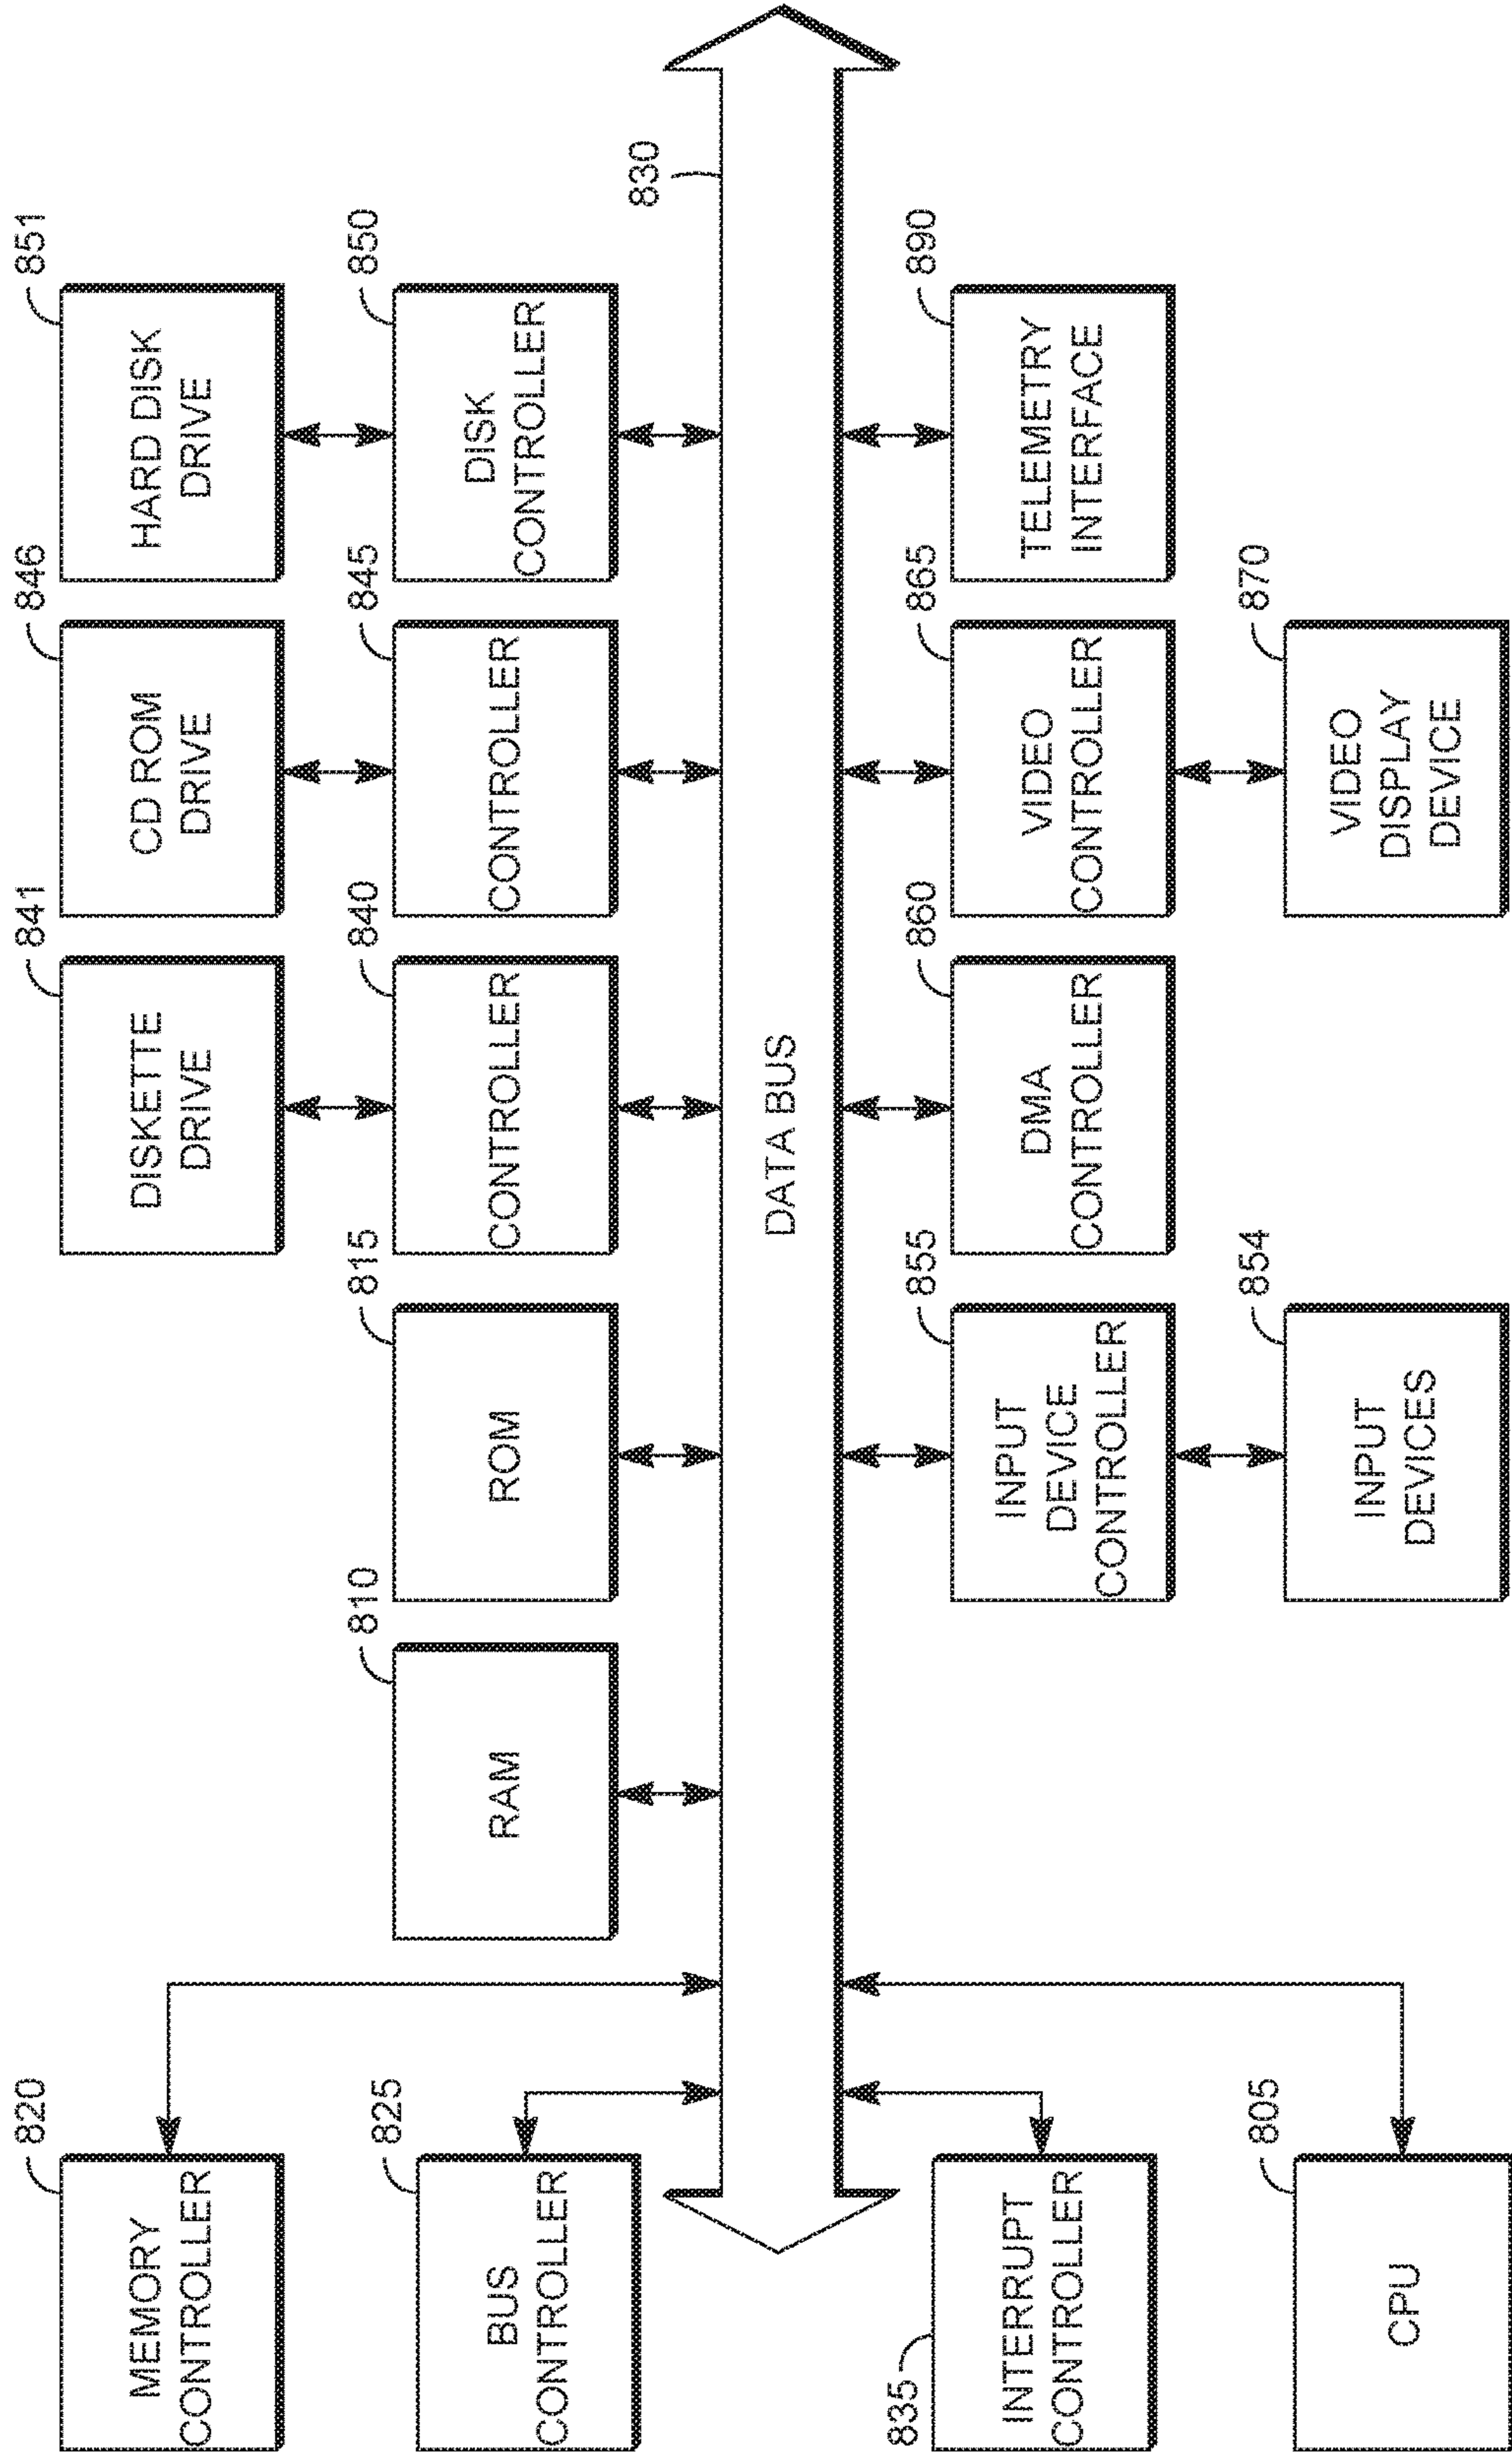 820
MEMORY
CONTROLLER
841
DISKETTE
DRIVE
846
CD ROM
DRIVE
851
HARD DISK
DRIVE
825
BUS
CONTROLLER
810
RAM
815
ROM
840
CONTROLLER
845
CONTROLLER
850
DISK
CONTROLLER
830
DATA BUS
835
INTERRUPT
CONTROLLER
855
INPUT
DEVICE
CONTROLLER
860
DMA
CONTROLLER
865
VIDEO
CONTROLLER
890
TELEMETRY
INTERFACE
805
CPU
854
INPUT
DEVICES
870
VIDEO
DISPLAY
DEVICE